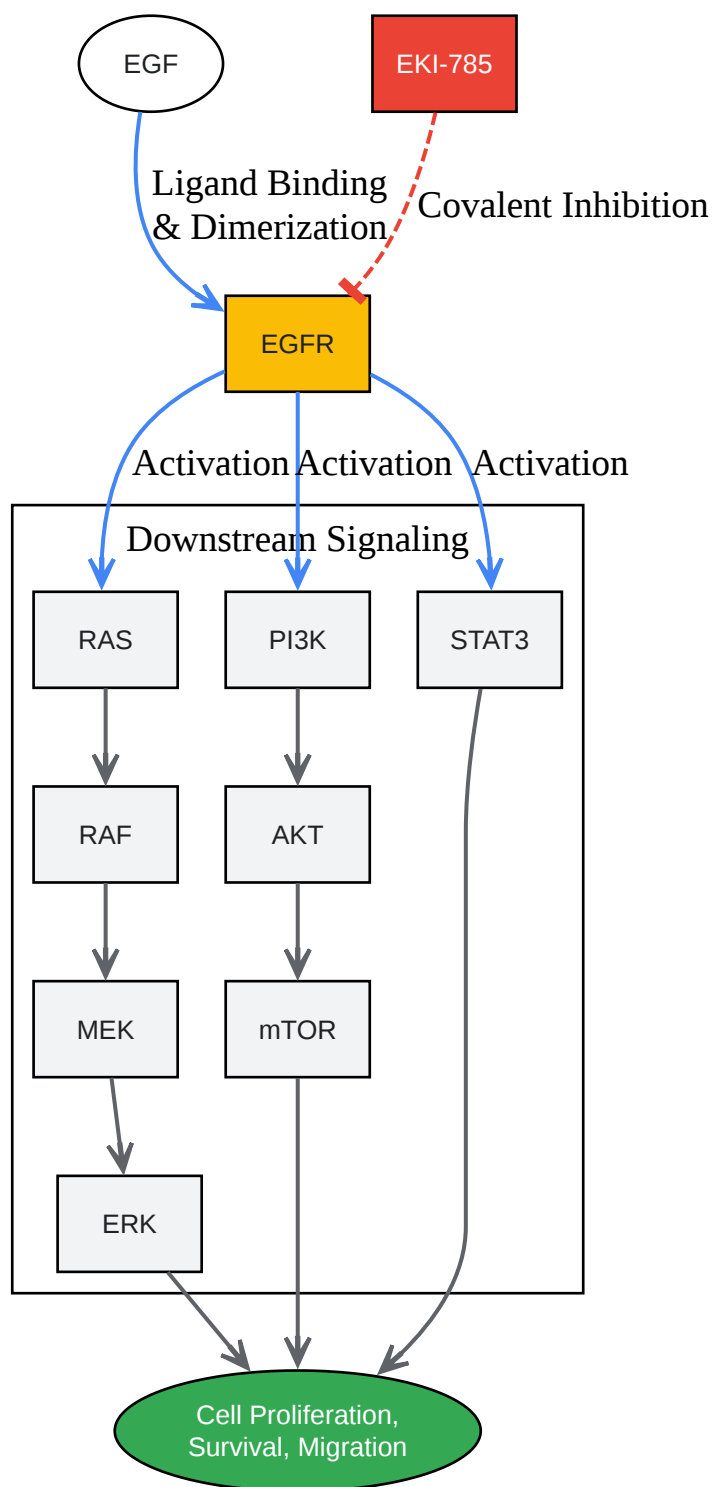 EGF
EKI-785
Ligand Binding
& Dimerization
Covalent Inhibition
EGFR
Activation
Activation
Activation
Downstream Signaling
RAS
PI3K
STAT3
RAF
AKT
MEK
mTOR
ERK
Cell Proliferation,
Survival, Migration